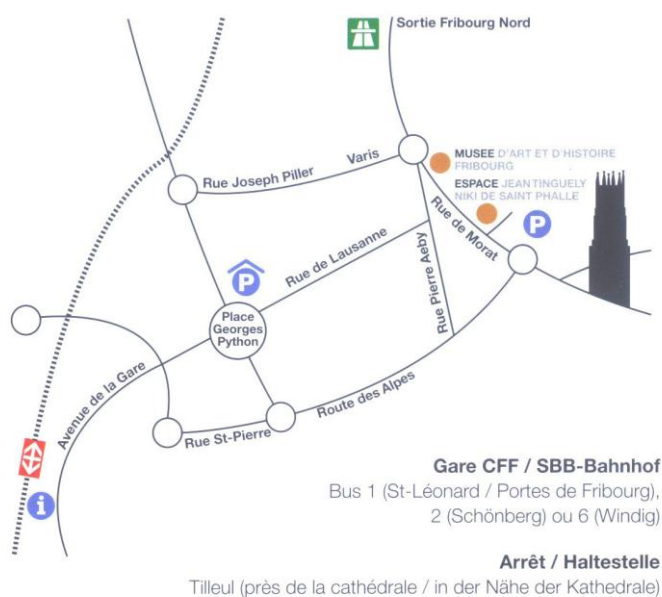 Sortie Fribourg Nord
MUSEE D'ART ET D'HISTOIRE
FRIBOURG
ESPACE JEAN TINGUELY
NIKI DE SAINT PHALLE
P
Varis
Rue Joseph Piller
Rue de Morat
Rue de Lausanne
Rue Pierre Aeby
P
Place
Georges
Python
Avenue de la Gare
Route des Alpes
Rue St-Pierre
i
Gare CFF / SBB-Bahnhof
Bus 1 (St-Léonard / Portes de Fribourg),
2 (Schönberg) ou 6 (Windig)
Arrêt / Haltestelle
Tilleul (près de la cathédrale / in der Nähe der Kathedrale)